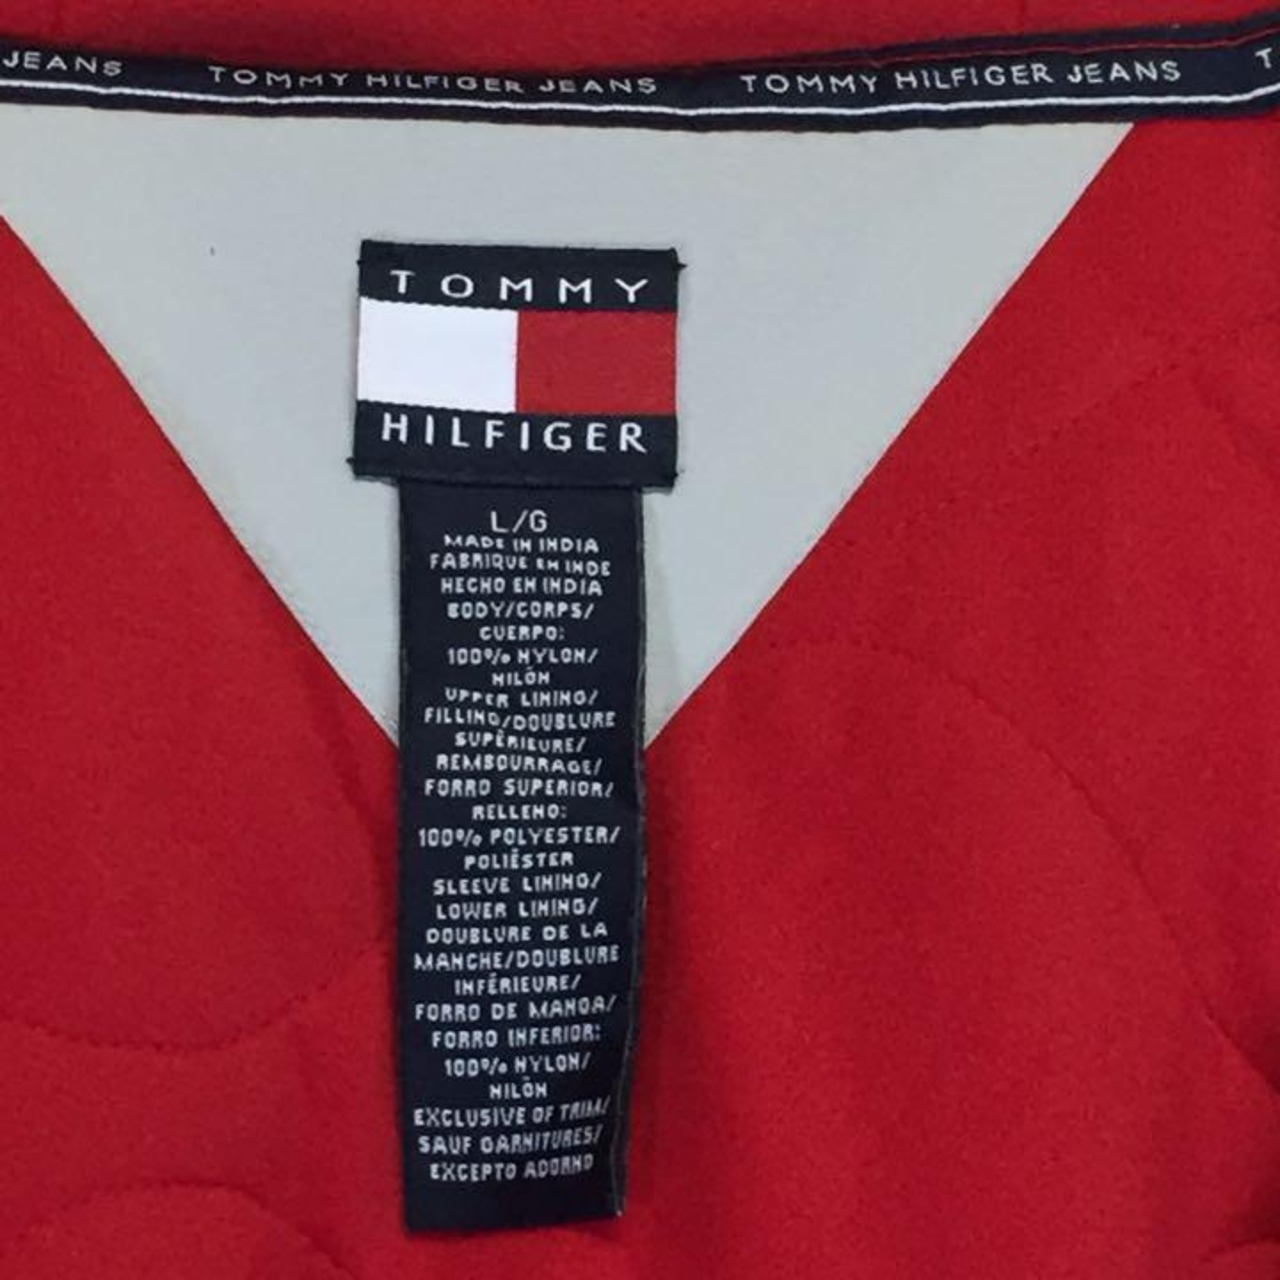 JEANS TOMMY HILFIGER JEANS TOMMY HILFIGER JEANS T
TOMMY
HILFIGER
L/G
MADE IN INDIA
FABRIQUE EN INDE
HECHO EN INDIA
BODY/CORPS/
CUERPO:
100% NYLON/
NILÓN
UPPER LINING/
FILLING/DOUBLURE
SUPÉRIEURE/
REMBOURRAGE/
FORRO SUPERIOR/
RELLENO:
100% POLYESTER/
POLIÉSTER
SLEEVE LINING/
LOWER LINING/
DOUBLURE DE LA
MANCHE/DOUBLURE
INFÉRIEURE/
FORRO DE MANGA/
FORRO INFERIOR:
100% NYLON/
NILÓN
EXCLUSIVE OF TRIM/
SAUF GARNITURES/
EXCEPTO ADORNO